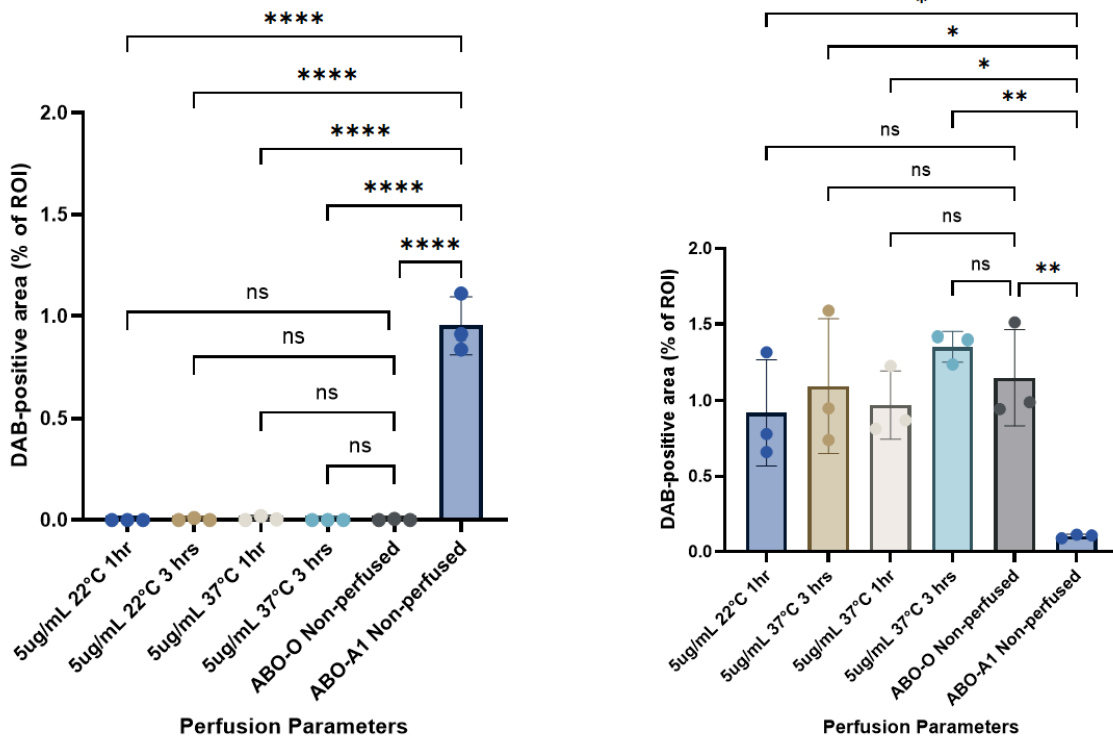 ****
****
****
****
****
ns
ns
ns
ns
DAB-positive area (% of ROI)
2.0
1.5
1.0
0.5
0.0
5ug/mL 22°C 1hr
5ug/mL 22°C 3 hrs
5ug/mL 37°C 1hr
5ug/mL 37°C 3 hrs
ABO-O Non-perfused
ABO-A1 Non-perfused
Perfusion Parameters
*
*
*
**
ns
ns
ns
ns
**
DAB-positive area (% of ROI)
2.0
1.5
1.0
0.5
0.0
5ug/mL 22°C 1hr
5ug/mL 37°C 3 hrs
5ug/mL 37°C 1hr
5ug/mL 37°C 3 hrs
ABO-O Non-perfused
ABO-A1 Non-perfused
Perfusion Parameters